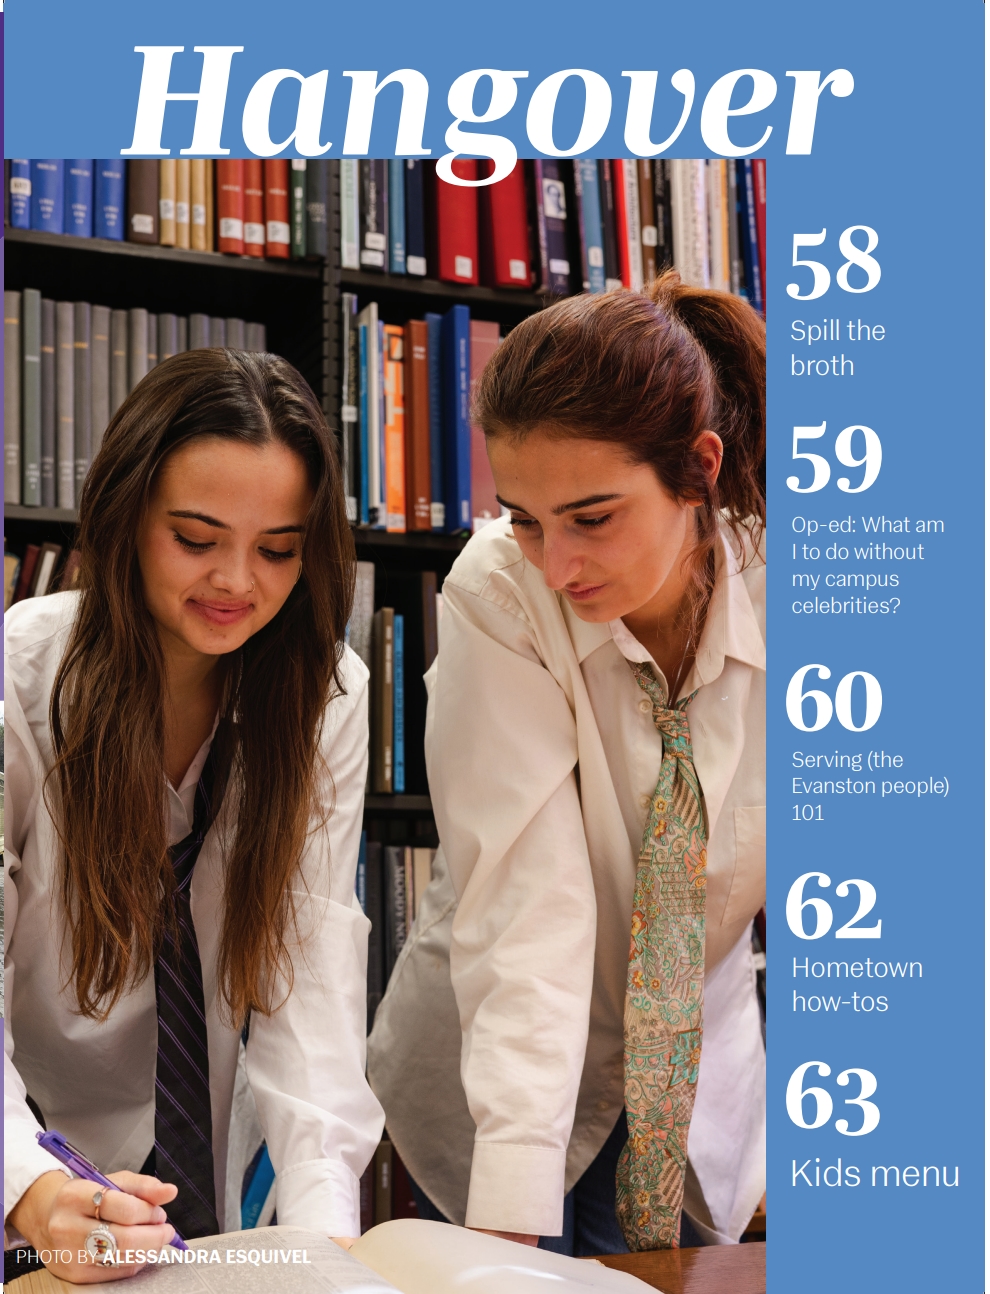 Hangover
58
Spill the
broth
59
Op-ed: What am
I to do without
my campus
celebrities?
60
Serving (the
Evanston people)
101
62
Hometown
how-tos
63
Kids menu
PHOTO BY ALESSANDRA ESQUIVEL